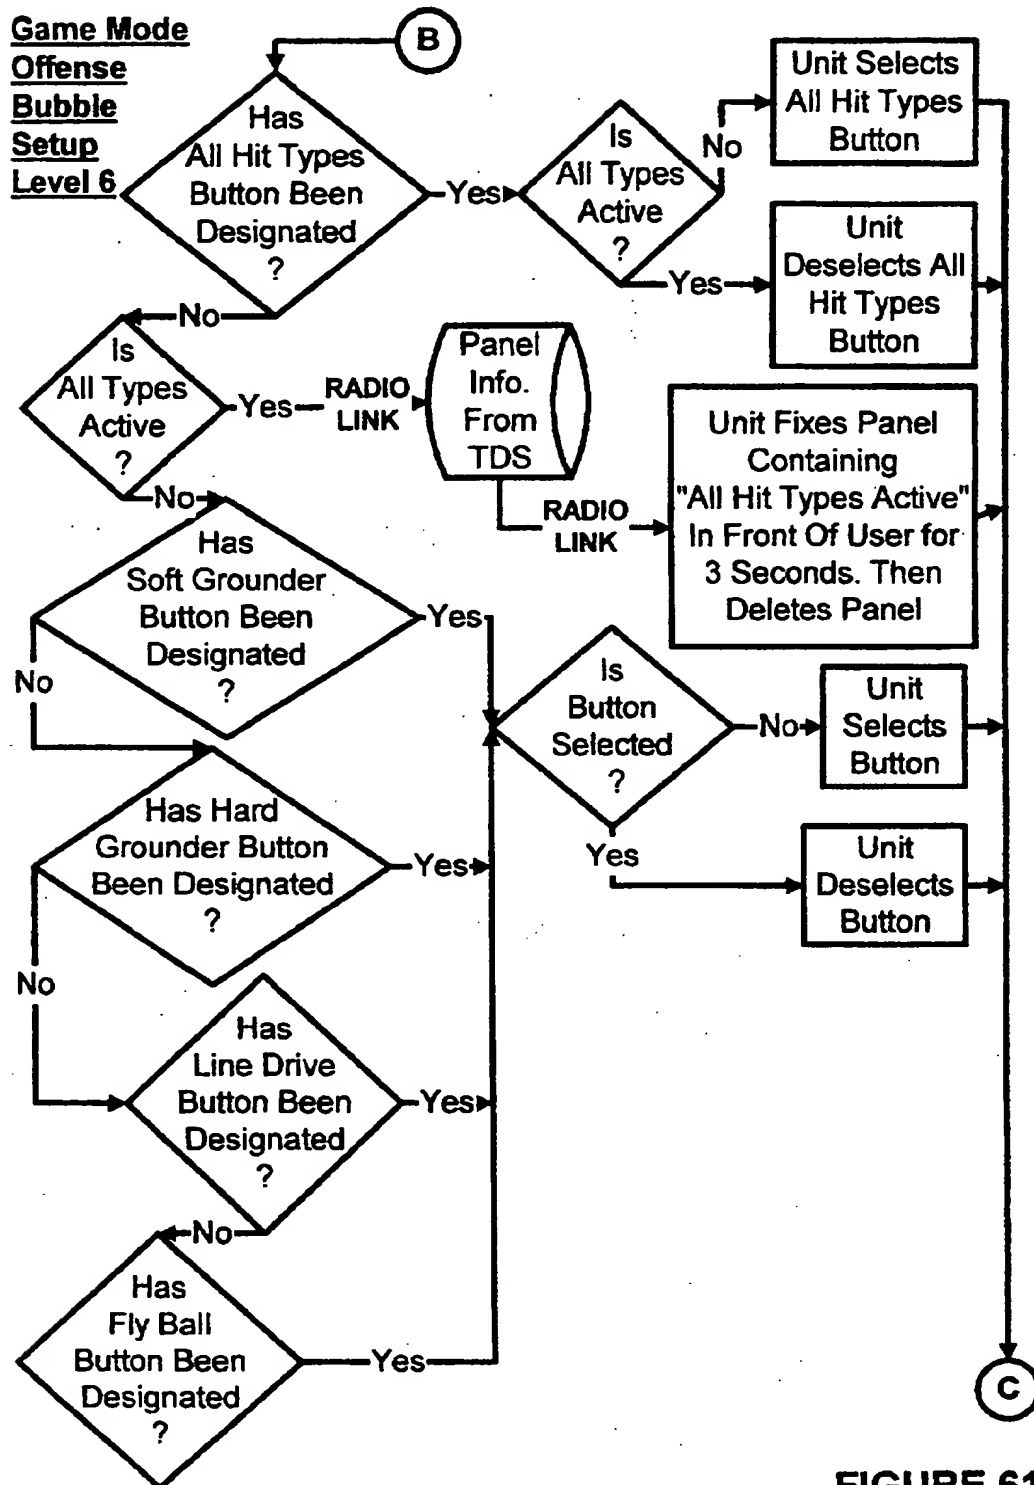 Game Mode
Offense
Bubble
Setup
Level 6
B
Has
All Hit Types
Button Been
Designated
?
Yes
Is
All Types
Active
?
No
Unit Selects
All Hit Types
Button
Yes
Unit
Deselects All
Hit Types
Button
No
Is
All Types
Active
?
Yes
RADIO
LINK
Panel
Info.
From
TDS
RADIO
LINK
Unit Fixes Panel
Containing
"All Hit Types Active"
In Front Of User for
3 Seconds. Then
Deletes Panel
No
Has
Soft Grounder
Button Been
Designated
?
Yes
No
Is
Button
Selected
?
No
Unit
Selects
Button
Yes
Unit
Deselects
Button
Has Hard
Grounder Button
Been Designated
?
Yes
No
Has
Line Drive
Button Been
Designated
?
Yes
No
Has
Fly Ball
Button Been
Designated
?
Yes
C
FIGURE 61